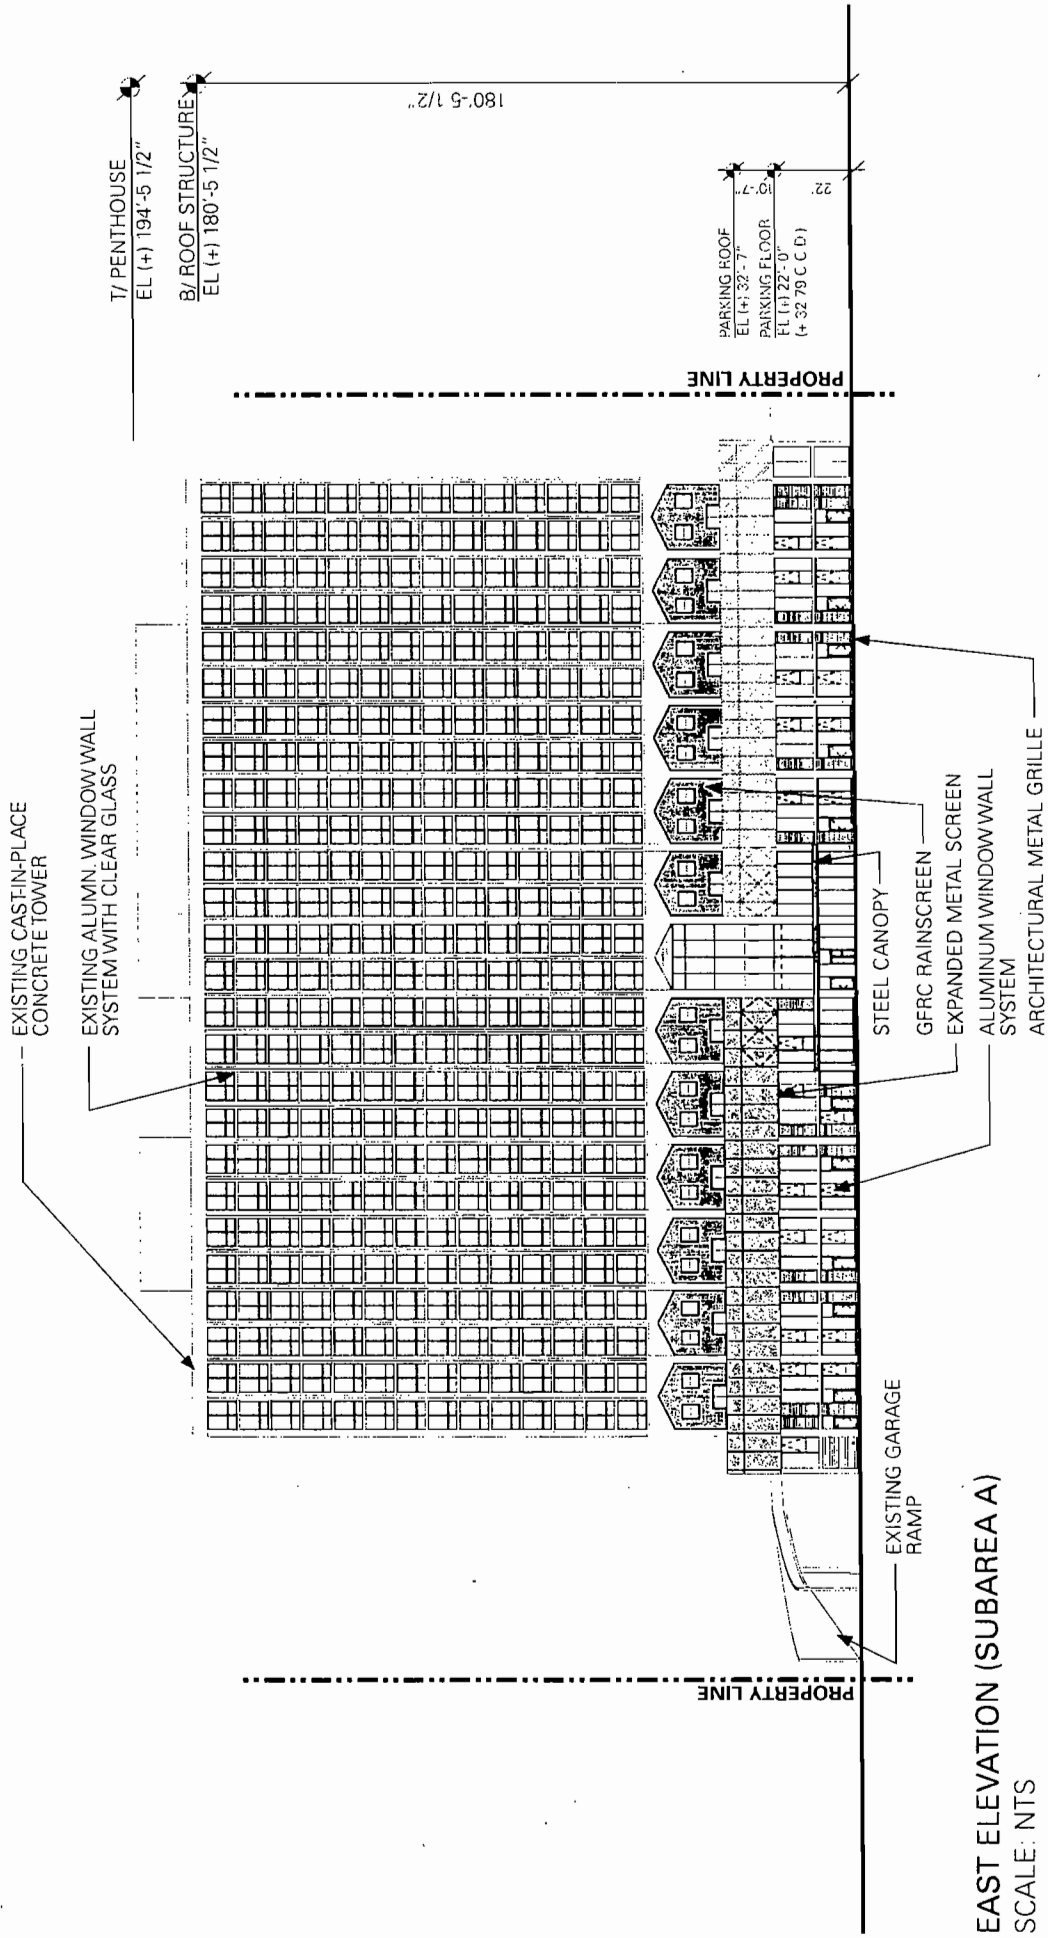 EXISTING CAST-IN-PLACE
CONCRETE TOWER
EXISTING ALUMN. WINDOW WALL
SYSTEM WITH CLEAR GLASS
T/ PENTHOUSE
EL (+) 194'-5 1/2"
B/ ROOF STRUCTURE
EL (+) 180'-5 1/2"
180'-5 1/2"
PARKING ROOF
EL (+) 32'- 7"
PARKING FLOOR
EL (+) 22'- 0"
(+ 32 79 C C D)
10'-7"
22'
PROPERTY LINE
PROPERTY LINE
EXISTING GARAGE
RAMP
STEEL CANOPY
GFRC RAINSCREEN
EXPANDED METAL SCREEN
ALUMINUM WINDOW WALL
SYSTEM
ARCHITECTURAL METAL GRILLE
EAST ELEVATION (SUBAREA A)
SCALE: NTS